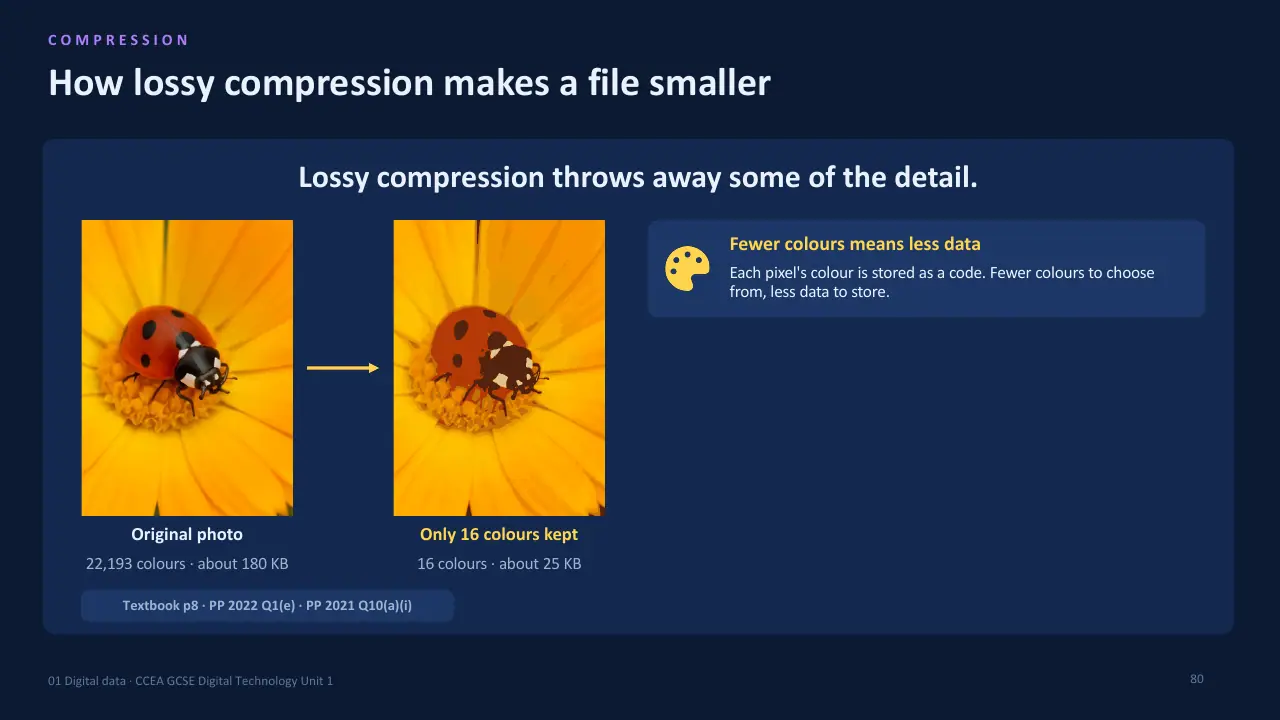 COMPRESSION
How lossy compression makes a file smaller
Lossy compression throws away some of the detail.
Fewer colours means less data
Each pixel's colour is stored as a code. Fewer colours to choose
from, less data to store.
Original photo
22,193 colours · about 180 KB
Only 16 colours kept
16 colours · about 25 KB
Textbook p8 · PP 2022 Q1(e) · PP 2021 Q10(a)(i)
01 Digital data · CCEA GCSE Digital Technology Unit 1
80